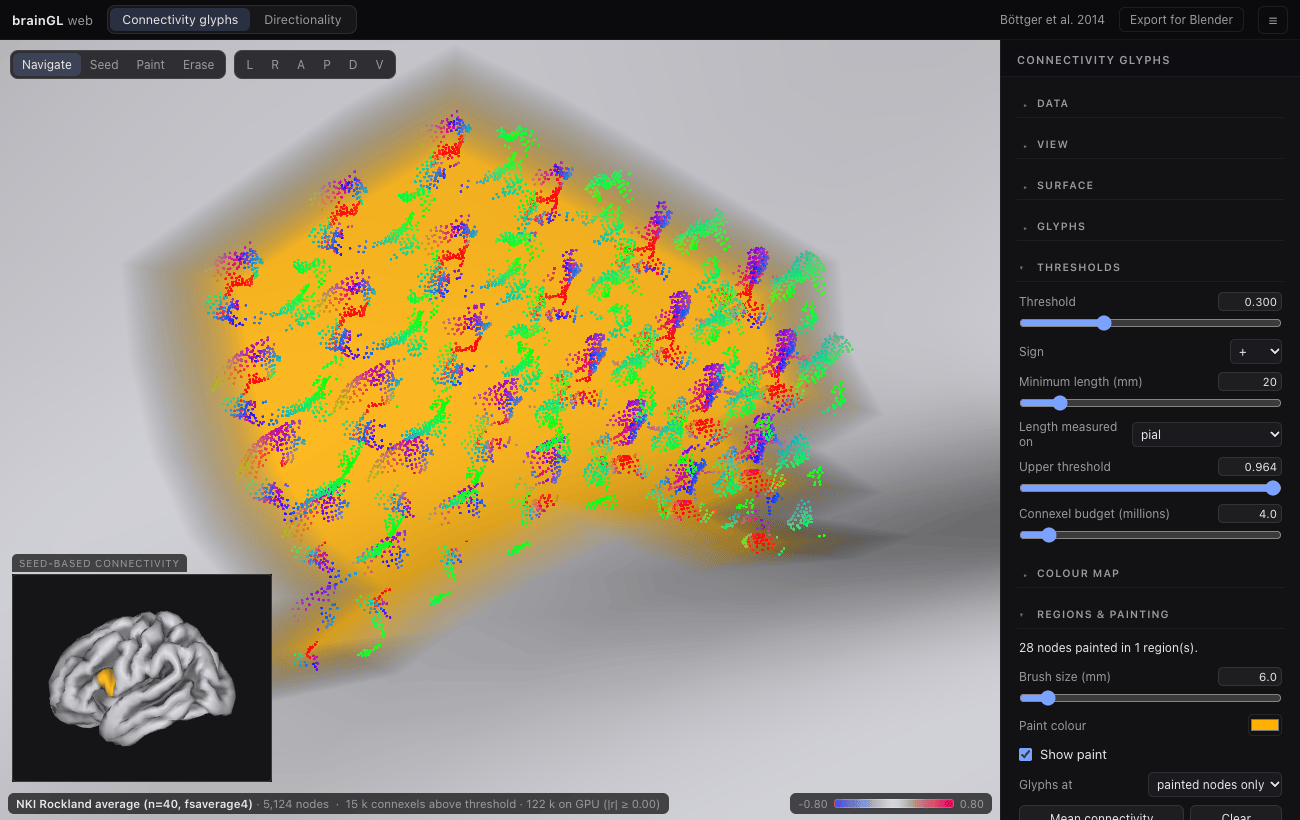 brainGL web
Connectivity glyphs
Directionality
Böttger et al. 2014
Export for Blender
Navigate Seed Paint Erase
L R A P D V
CONNECTIVITY GLYPHS
DATA
VIEW
SURFACE
GLYPHS
THRESHOLDS
Threshold 0.300
Sign +
Minimum length (mm) 20
Length measured
on pial
Upper threshold 0.964
Connexel budget (millions) 4.0
COLOUR MAP
REGIONS & PAINTING
28 nodes painted in 1 region(s).
Brush size (mm) 6.0
Paint colour
Show paint
Glyphs at painted nodes only
Mean connectivity Clear
SEED-BASED CONNECTIVITY
NKI Rockland average (n=40, fsaverage4) · 5,124 nodes · 15 k connexels above threshold · 122 k on GPU (|r| ≥ 0.00)
-0.80 0.80